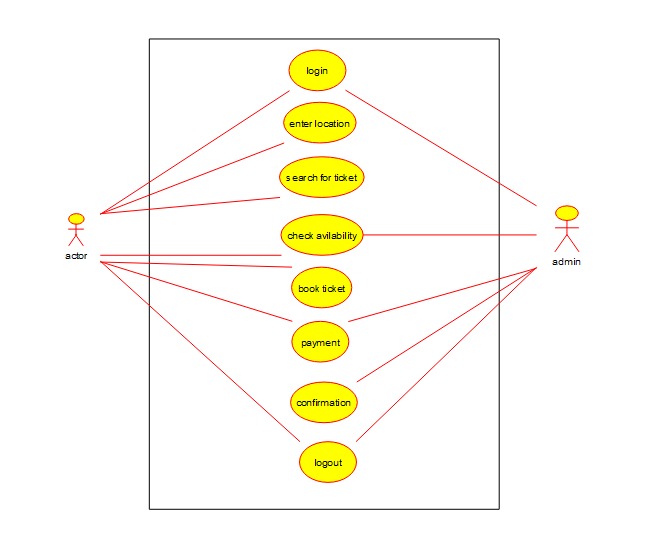 login
enter location
search for ticket
check avilability
actor
admin
book ticket
payment
confirmation
logout